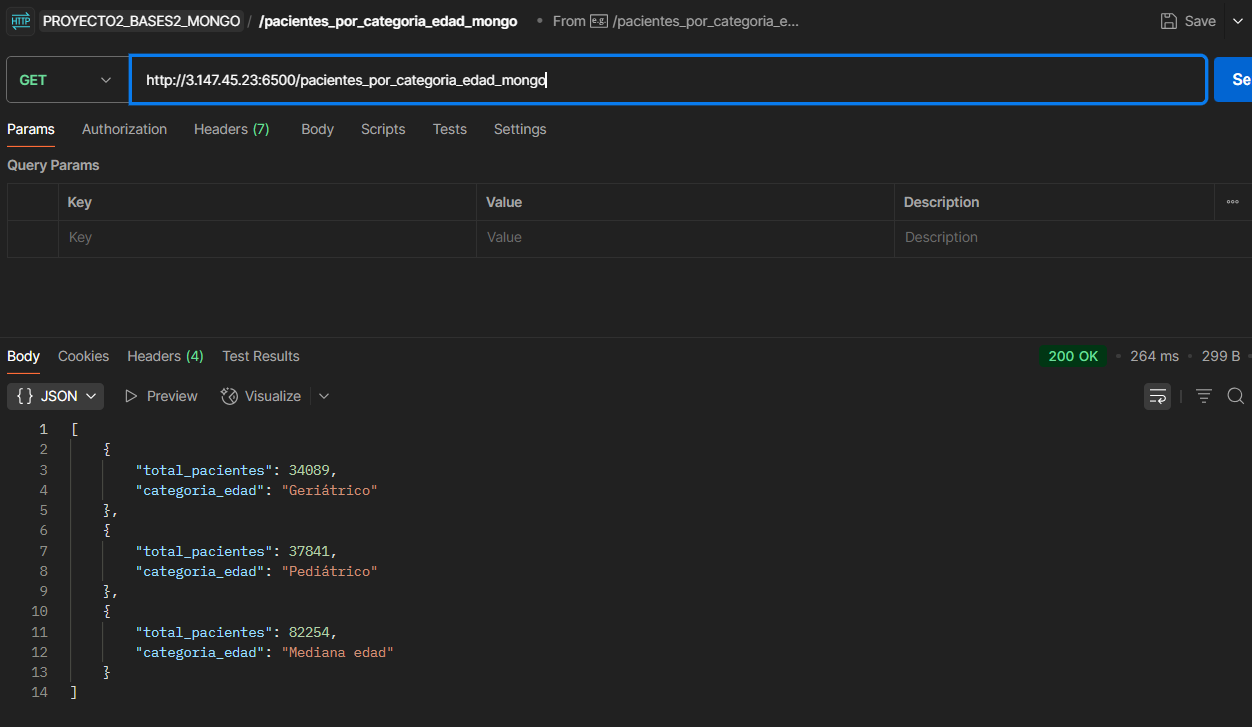 HTTP PROYECTO2_BASES2_MONGO / /pacientes_por_categoria_edad_mongo • From e.g. /pacientes_por_categoria_e... Save
GET http://3.147.45.23:6500/pacientes_por_categoria_edad_mongo Se
Params Authorization Headers (7) Body Scripts Tests Settings
Query Params
Key Value Description
Key Value Description
Body Cookies Headers (4) Test Results 200 OK • 264 ms • 299 B
{} JSON Preview Visualize
1 [
2 {
3 "total_pacientes": 34089,
4 "categoria_edad": "Geriátrico"
5 },
6 {
7 "total_pacientes": 37841,
8 "categoria_edad": "Pediátrico"
9 },
10 {
11 "total_pacientes": 82254,
12 "categoria_edad": "Mediana edad"
13 }
14 ]